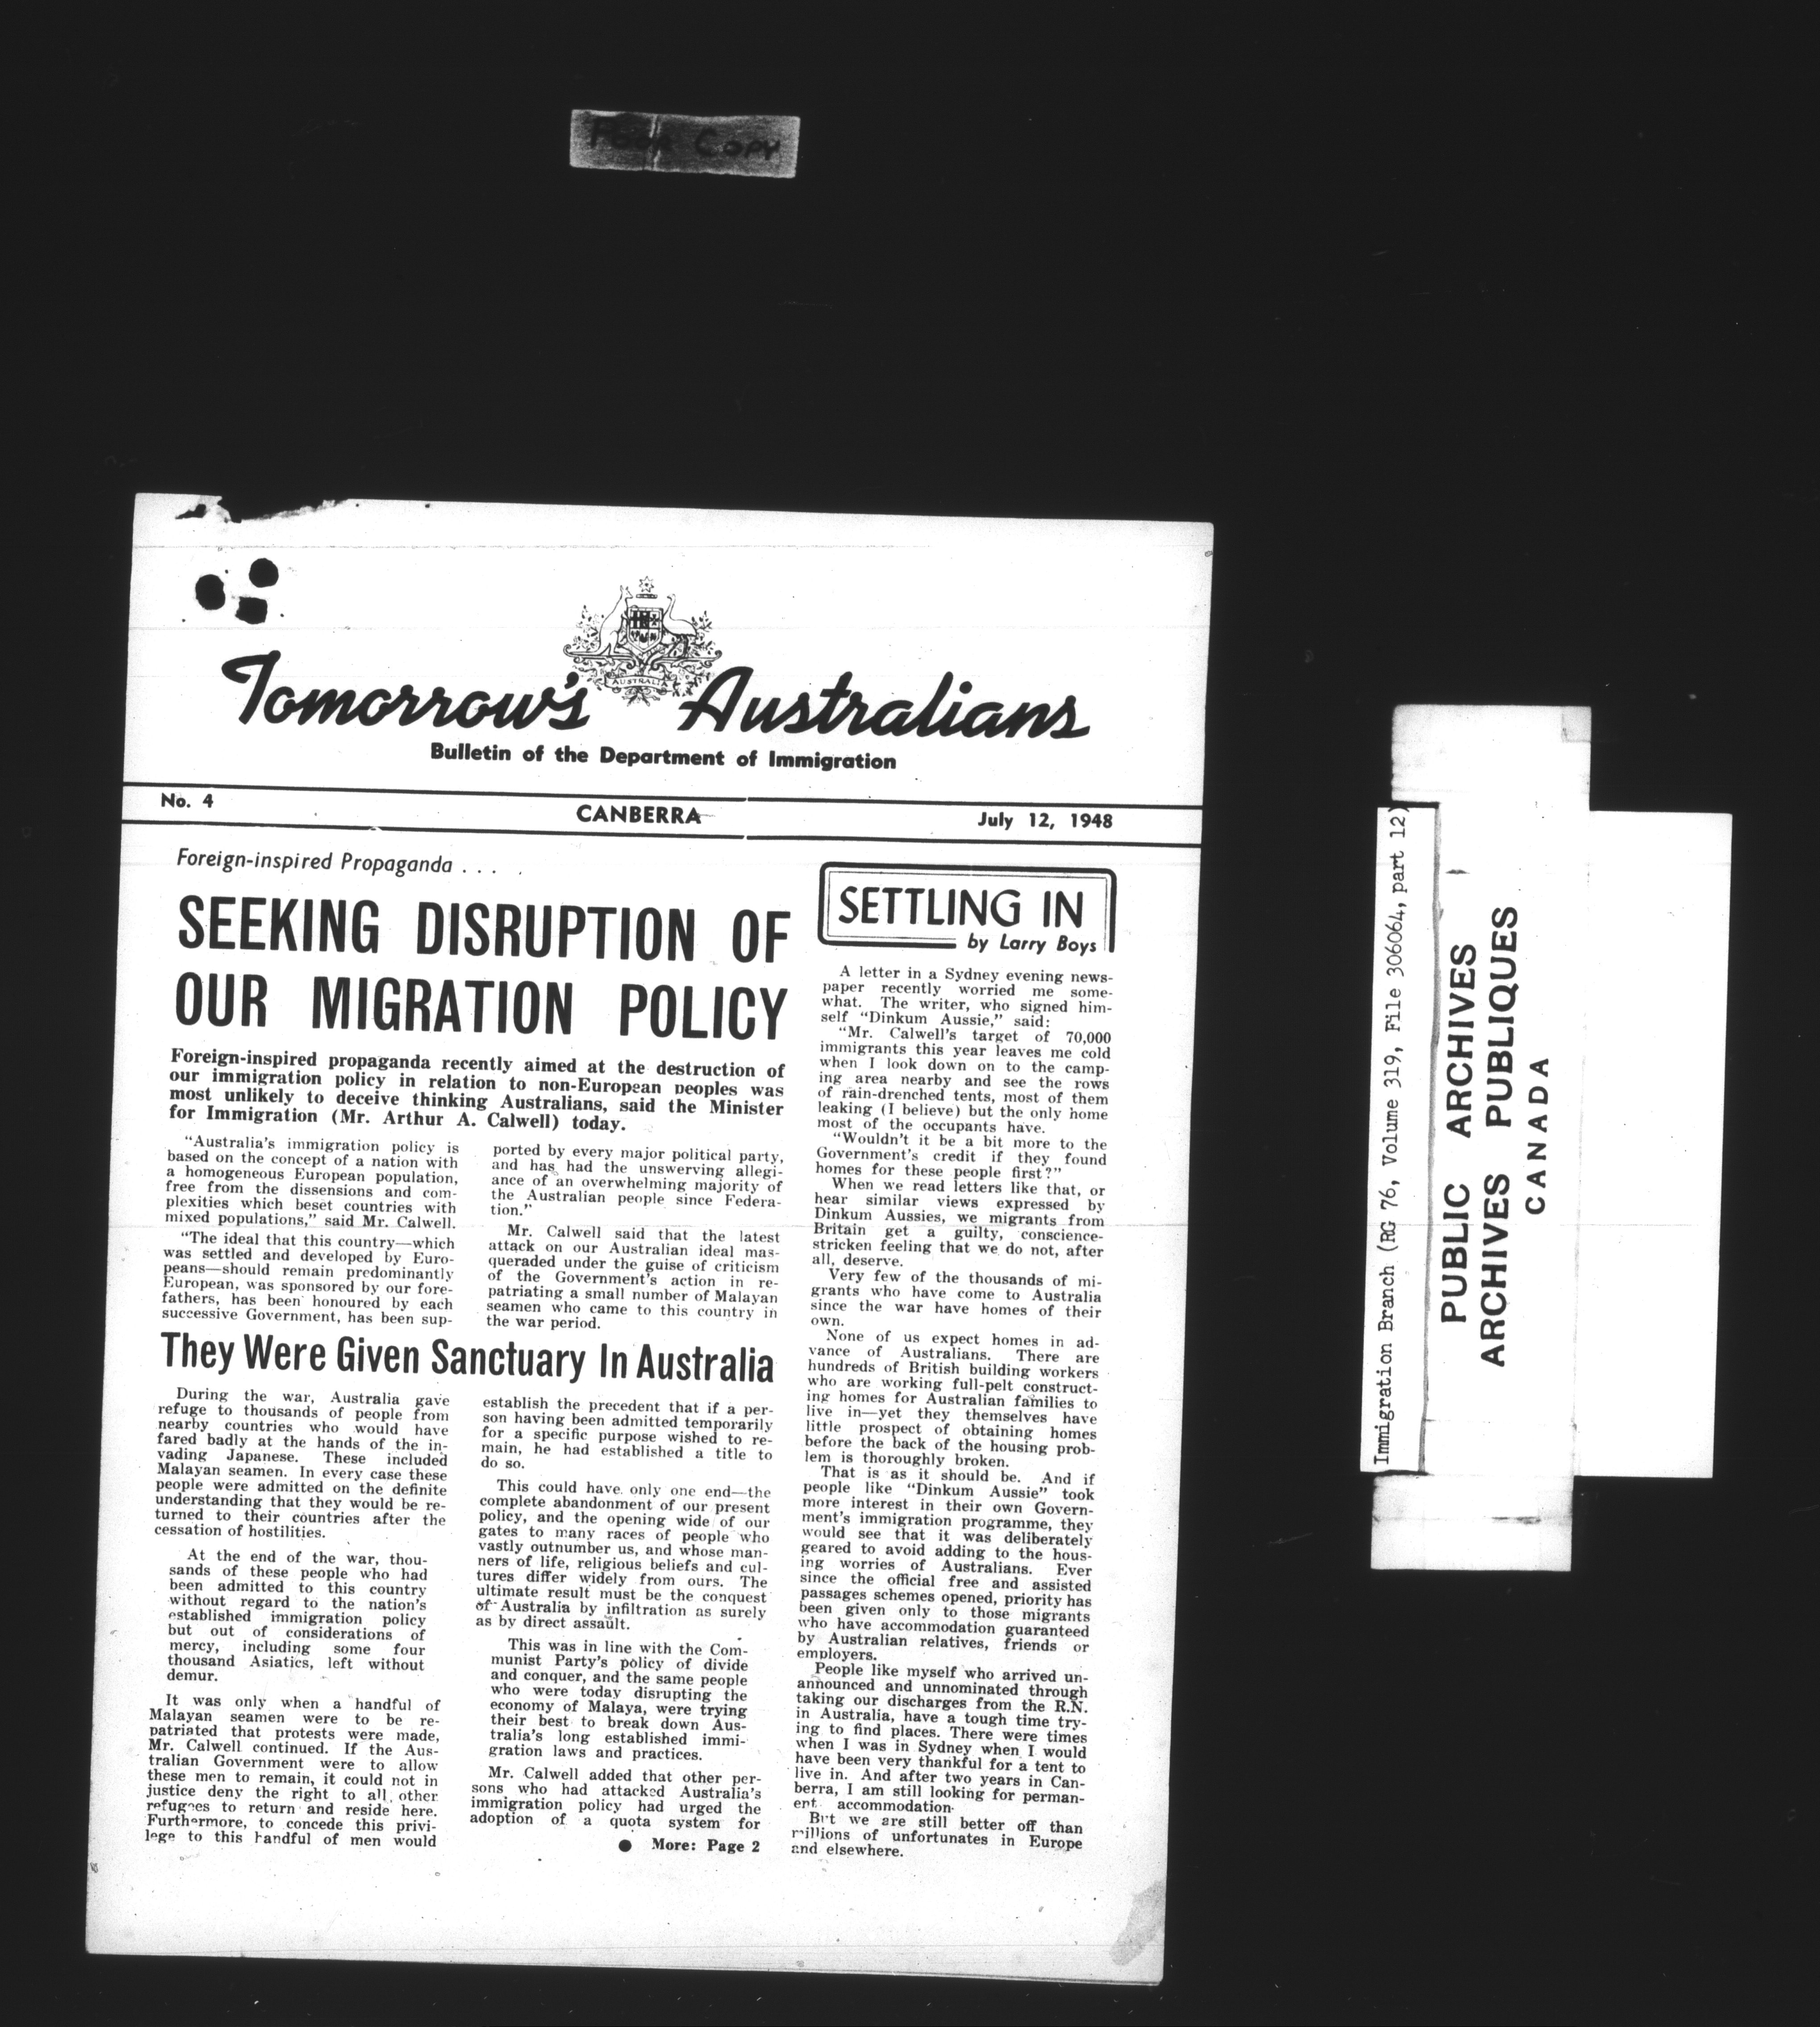 Poor Copy
AUSTRALIA
Tomorrow's Australians
Bulletin of the Department of Immigration
No. 4
CANBERRA
July 12, 1948
Foreign-inspired Propaganda . . .
SEEKING DISRUPTION OF
OUR MIGRATION POLICY
Foreign-inspired propaganda recently aimed at the destruction of
our immigration policy in relation to non-European peoples was
most unlikely to deceive thinking Australians, said the Minister
for Immigration (Mr. Arthur A. Calwell) today.
"Australia's immigration policy is
based on the concept of a nation with
a homogeneous European population,
free from the dissensions and com-
plexities which beset countries with
mixed populations," said Mr. Calwell.
"The ideal that this country—which
was settled and developed by Euro-
peans—should remain predominantly
European, was sponsored by our fore-
fathers, has been honoured by each
successive Government, has been sup-
ported by every major political party,
and has had the unswerving allegi-
ance of an overwhelming majority of
the Australian people since Federa-
tion."
Mr. Calwell said that the latest
attack on our Australian ideal mas-
queraded under the guise of criticism
of the Government's action in re-
patriating a small number of Malayan
seamen who came to this country in
the war period.
They Were Given Sanctuary In Australia
During the war, Australia gave
refuge to thousands of people from
nearby countries who would have
fared badly at the hands of the in-
vading Japanese. These included
Malayan seamen. In every case these
people were admitted on the definite
understanding that they would be re-
turned to their countries after the
cessation of hostilities.
At the end of the war, thou-
sands of these people who had
been admitted to this country
without regard to the nation's
established immigration policy
but out of considerations of
mercy, including some four
thousand Asiatics, left without
demur.
It was only when a handful of
Malayan seamen were to be re-
patriated that protests were made,
Mr. Calwell continued. If the Aus-
tralian Government were to allow
these men to remain, it could not in
justice deny the right to all other
refugees to return and reside here.
Furthermore, to concede this privi-
lege to this handful of men would
establish the precedent that if a per-
son having been admitted temporarily
for a specific purpose wished to re-
main, he had established a title to
do so.
This could have only one end—the
complete abandonment of our present
policy, and the opening wide of our
gates to many races of people who
vastly outnumber us, and whose man-
ners of life, religious beliefs and cul-
tures differ widely from ours. The
ultimate result must be the conquest
of Australia by infiltration as surely
as by direct assault.
This was in line with the Com-
munist Party's policy of divide
and conquer, and the same people
who were today disrupting the
economy of Malaya, were trying
their best to break down Aus-
tralia's long established immi-
gration laws and practices.
Mr. Calwell added that other per-
sons who had attacked Australia's
immigration policy had urged the
adoption of a quota system for
● More: Page 2
SETTLING IN
by Larry Boys
A letter in a Sydney evening news-
paper recently worried me some-
what. The writer, who signed him-
self "Dinkum Aussie," said:
"Mr. Calwell's target of 70,000
immigrants this year leaves me cold
when I look down on to the camp-
ing area nearby and see the rows
of rain-drenched tents, most of them
leaking (I believe) but the only home
most of the occupants have.
"Wouldn't it be a bit more to the
Government's credit if they found
homes for these people first?"
When we read letters like that, or
hear similar views expressed by
Dinkum Aussies, we migrants from
Britain get a guilty, conscience-
stricken feeling that we do not, after
all, deserve.
Very few of the thousands of mi-
grants who have come to Australia
since the war have homes of their
own.
None of us expect homes in ad-
vance of Australians. There are
hundreds of British building workers
who are working full-pelt construct-
ing homes for Australian families to
live in—yet they themselves have
little prospect of obtaining homes
before the back of the housing prob-
lem is thoroughly broken.
That is as it should be. And if
people like "Dinkum Aussie" took
more interest in their own Govern-
ment's immigration programme, they
would see that it was deliberately
geared to avoid adding to the hous-
ing worries of Australians. Ever
since the official free and assisted
passages schemes opened, priority has
been given only to those migrants
who have accommodation guaranteed
by Australian relatives, friends or
employers.
People like myself who arrived un-
announced and unnominated through
taking our discharges from the R.N.
in Australia, have a tough time try-
ing to find places. There were times
when I was in Sydney when I would
have been very thankful for a tent to
live in. And after two years in Can-
berra, I am still looking for perman-
ent accommodation.
But we are still better off than
millions of unfortunates in Europe
and elsewhere.
Immigration Branch (RG 76, Volume 319, File 306064, part 12)
PUBLIC ARCHIVES
ARCHIVES PUBLIQUES
CANADA